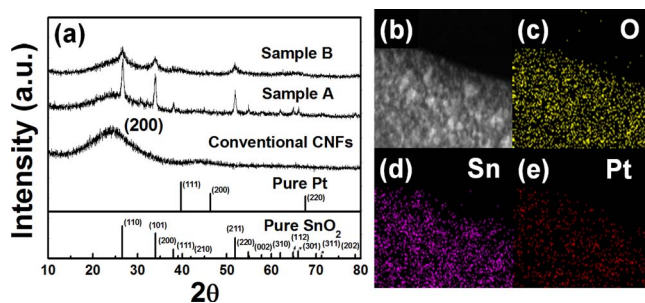 (a)
Intensity (a.u.)
Sample B
Sample A
(200)
Conventional CNFs
Pure Pt
(111)
(200)
(220)
Pure SnO2
(110)
(101)
(200)
(111)
(210)
(211)
(220)
(002)
(310)
(112)
(301)
(311)
(202)
10 20 30 40 50 60 70 80
2θ
(b)
(c) O
(d) Sn
(e) Pt